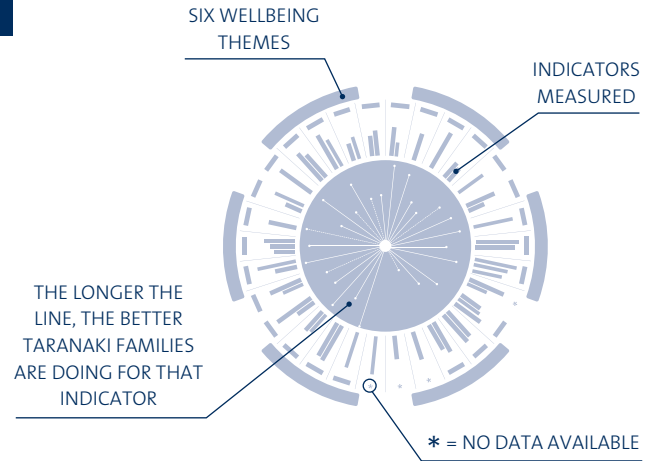 SIX WELLBEING
THEMES
INDICATORS
MEASURED
THE LONGER THE
LINE, THE BETTER
TARANAKI FAMILIES
ARE DOING FOR THAT
INDICATOR
* = NO DATA AVAILABLE